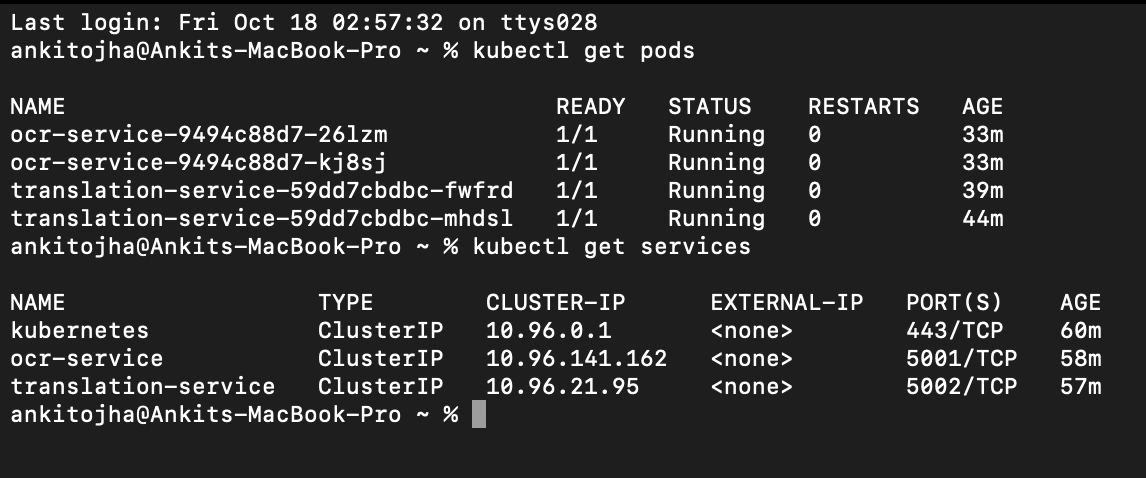 Last login: Fri Oct 18 02:57:32 on ttys028
ankitojha@Ankits-MacBook-Pro ~ % kubectl get pods
NAME READY STATUS RESTARTS AGE
ocr-service-9494c88d7-26lzm 1/1 Running 0 33m
ocr-service-9494c88d7-kj8sj 1/1 Running 0 33m
translation-service-59dd7cbdbc-fwfrd 1/1 Running 0 39m
translation-service-59dd7cbdbc-mhdsl 1/1 Running 0 44m
ankitojha@Ankits-MacBook-Pro ~ % kubectl get services
NAME TYPE CLUSTER-IP EXTERNAL-IP PORT(S) AGE
kubernetes ClusterIP 10.96.0.1 <none> 443/TCP 60m
ocr-service ClusterIP 10.96.141.162 <none> 5001/TCP 58m
translation-service ClusterIP 10.96.21.95 <none> 5002/TCP 57m
ankitojha@Ankits-MacBook-Pro ~ %